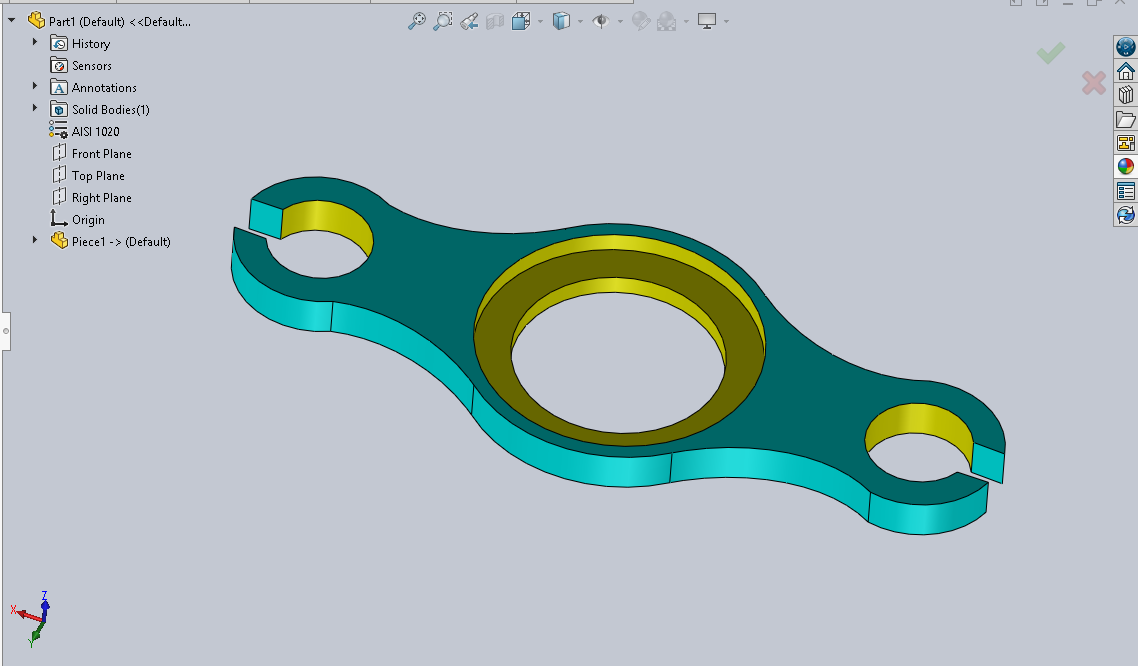 Part1 (Default) <<Default...
History
Sensors
A Annotations
Solid Bodies(1)
AISI 1020
Front Plane
Top Plane
Right Plane
Origin
Piece1 -> (Default)
Z
X
Y